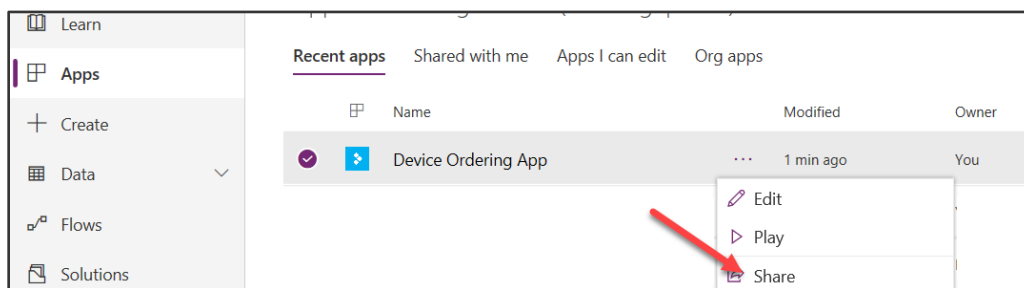 Learn
Recent apps Shared with me Apps I can edit Org apps
Apps
Name Modified Owner
Create
Device Ordering App ... 1 min ago You
Data
Edit
Flows
Play
Solutions
Share